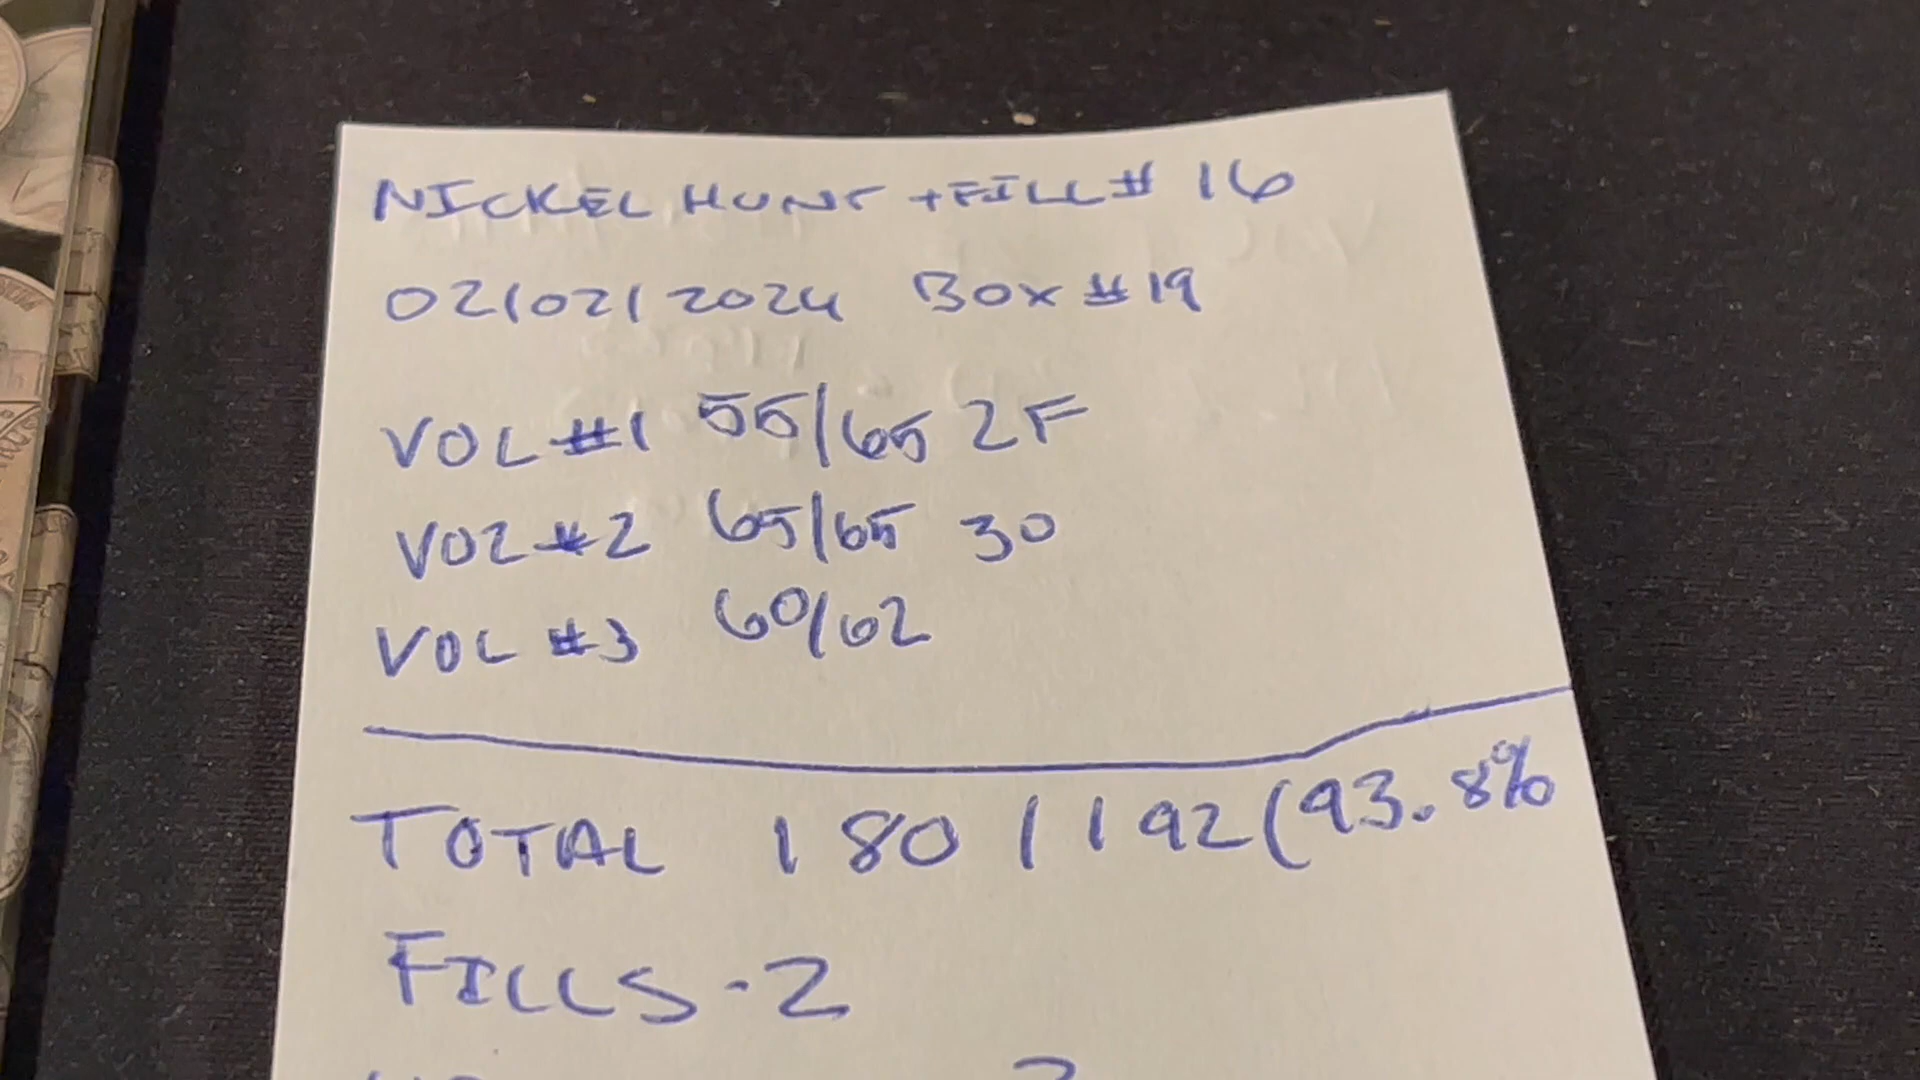 NICKEL HUNT + FILL # 16
02/02/2024 BOX #19
VOL #1 55/65 2F
VOL #2 65/65 30
VOL #3 60/62
TOTAL 180/192 (93.8%
FILLS - 2